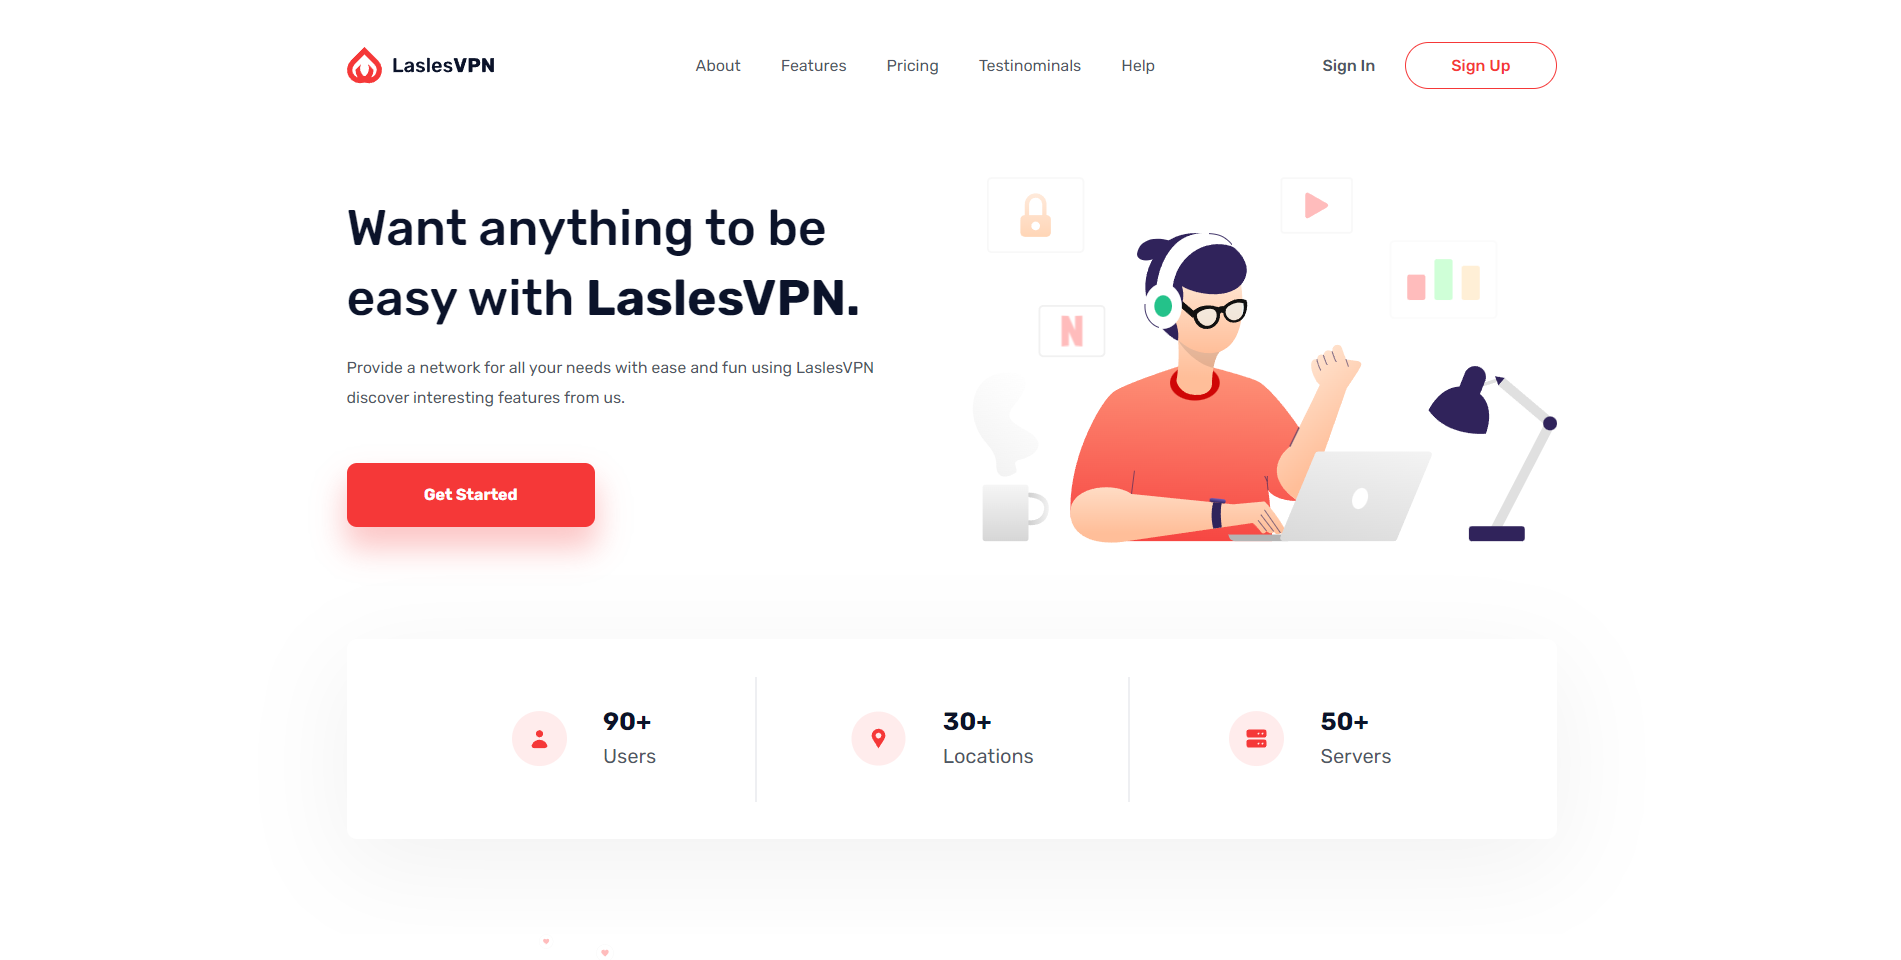 LaslesVPN
About Features Pricing Testinominals Help
Sign In Sign Up
Want anything to be
easy with LaslesVPN.
Provide a network for all your needs with ease and fun using LaslesVPN
discover interesting features from us.
Get Started
N
90+
Users
30+
Locations
50+
Servers